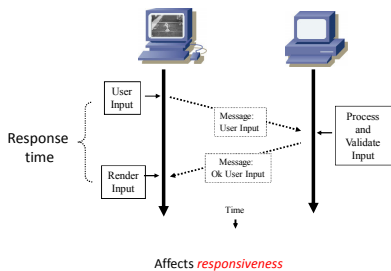 User
Input
Message:
User Input
Process
and
Validate
Input
Response
time
Message:
Ok User Input
Render
Input
Time
Affects responsiveness